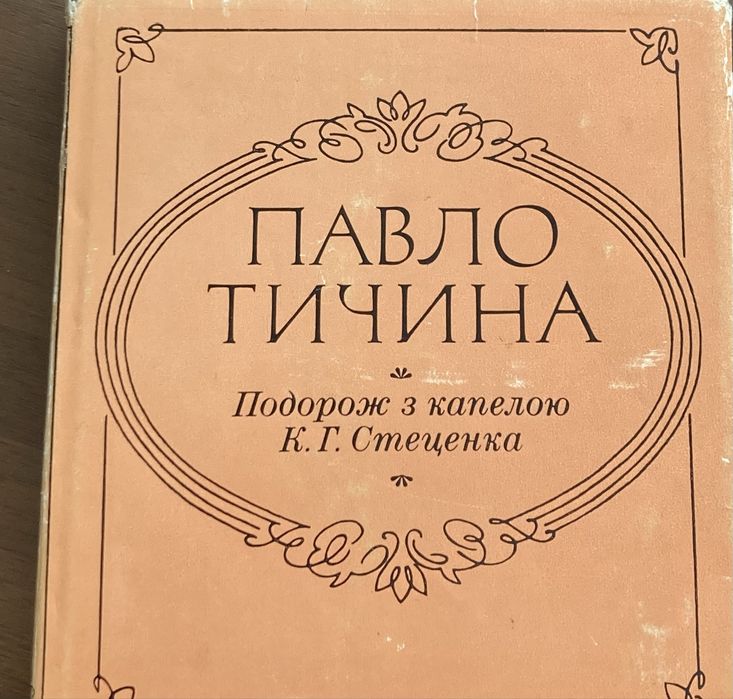 ПАВЛО
ТИЧИНА
Подорож з капелою
К. Г. Стеценка